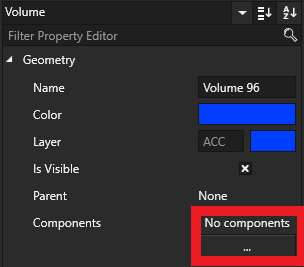 Volume
Filter Property Editor
Geometry
Name Volume 96
Color
Layer ACC
Is Visible
Parent None
Components No components
...